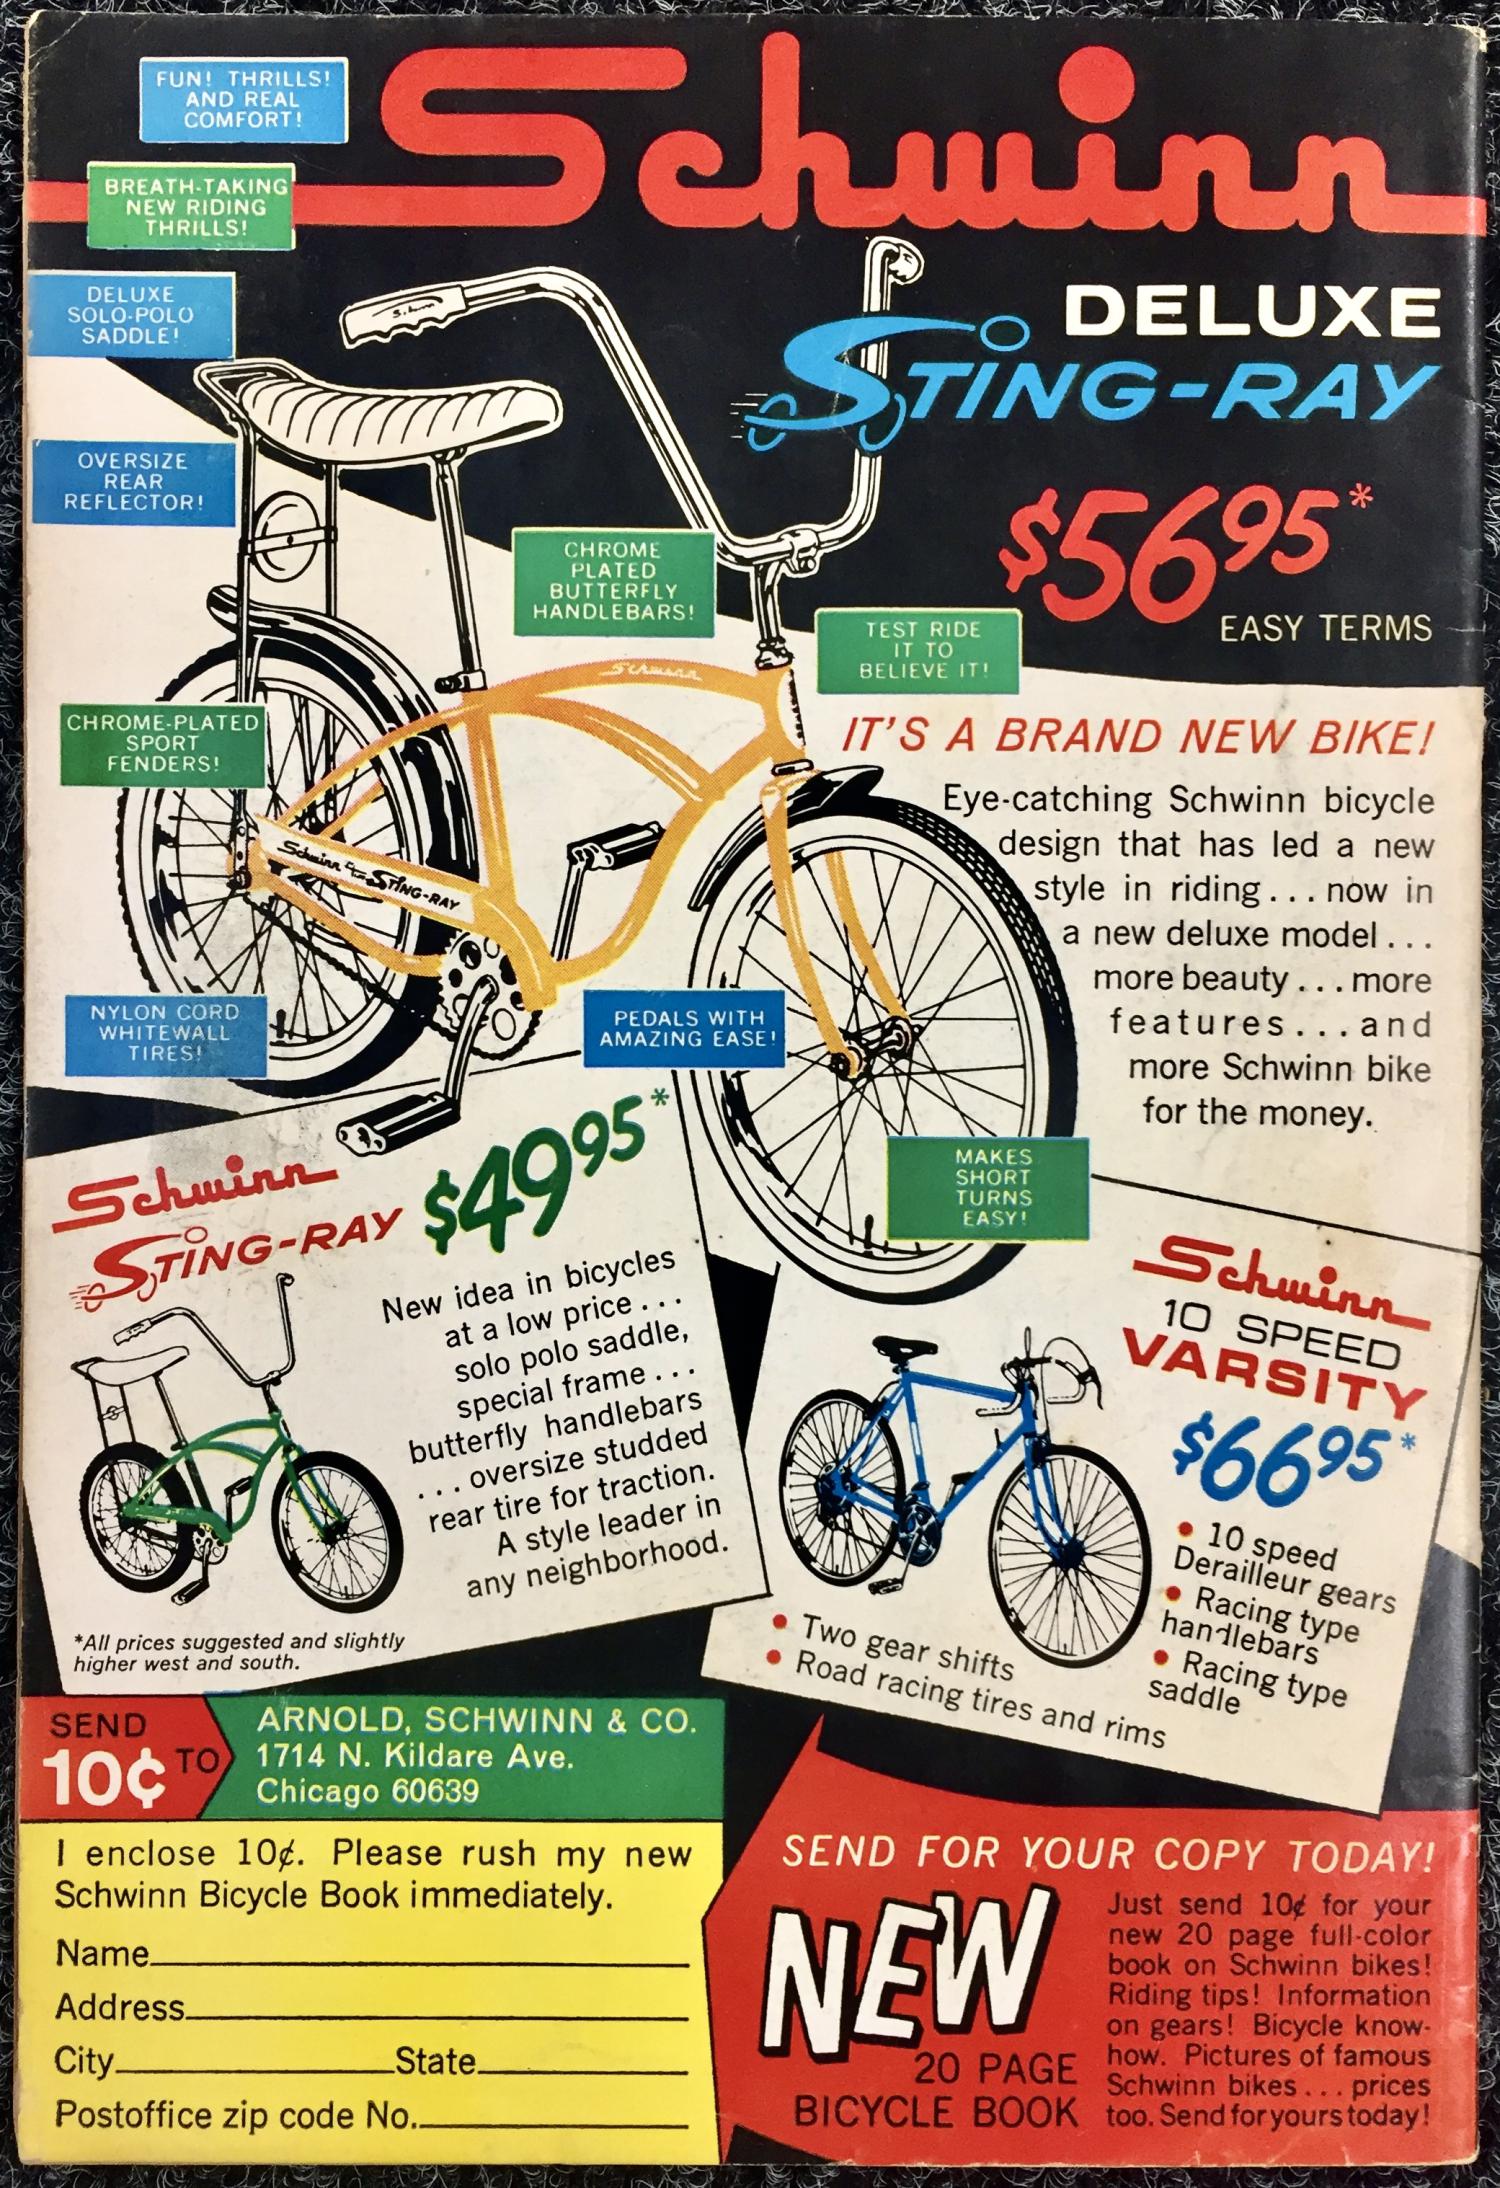 Schwinn
FUN! THRILLS!
AND REAL
COMFORT!
BREATH-TAKING
NEW RIDING
THRILLS!
DELUXE
SOLO-POLO
SADDLE!
Schwinn
DELUXE
STING-RAY
$56 95*
EASY TERMS
OVERSIZE
REAR
REFLECTOR!
CHROME
PLATED
BUTTERFLY
HANDLEBARS!
TEST RIDE
IT TO
BELIEVE IT!
Schwinn
CHROME-PLATED
SPORT
FENDERS!
Schwinn STING-RAY
NYLON CORD
WHITEWALL
TIRES!
PEDALS WITH
AMAZING EASE!
MAKES
SHORT
TURNS
EASY!
IT'S A BRAND NEW BIKE!
Eye-catching Schwinn bicycle
design that has led a new
style in riding... now in
a new deluxe model...
more beauty... more
features...and
more Schwinn bike
for the money.
Schwinn
STING-RAY
$49 95*
New idea in bicycles
at a low price...
solo polo saddle,
special frame...
butterfly handlebars
...oversize studded
rear tire for traction.
A style leader in
any neighborhood.
*All prices suggested and slightly
higher west and south.
Schwinn
10 SPEED
VARSITY
$66 95*
• 10 speed
Derailleur gears
• Racing type
handlebars
• Racing type
saddle
• Two gear shifts
• Road racing tires and rims
SEND
10¢ TO
ARNOLD, SCHWINN & CO.
1714 N. Kildare Ave.
Chicago 60639
I enclose 10¢. Please rush my new
Schwinn Bicycle Book immediately.
Name
Address
City State
Postoffice zip code No.
SEND FOR YOUR COPY TODAY!
NEW
20 PAGE
BICYCLE BOOK
Just send 10¢ for your
new 20 page full-color
book on Schwinn bikes!
Riding tips! Information
on gears! Bicycle know-
how. Pictures of famous
Schwinn bikes... prices
too. Send for yours today!